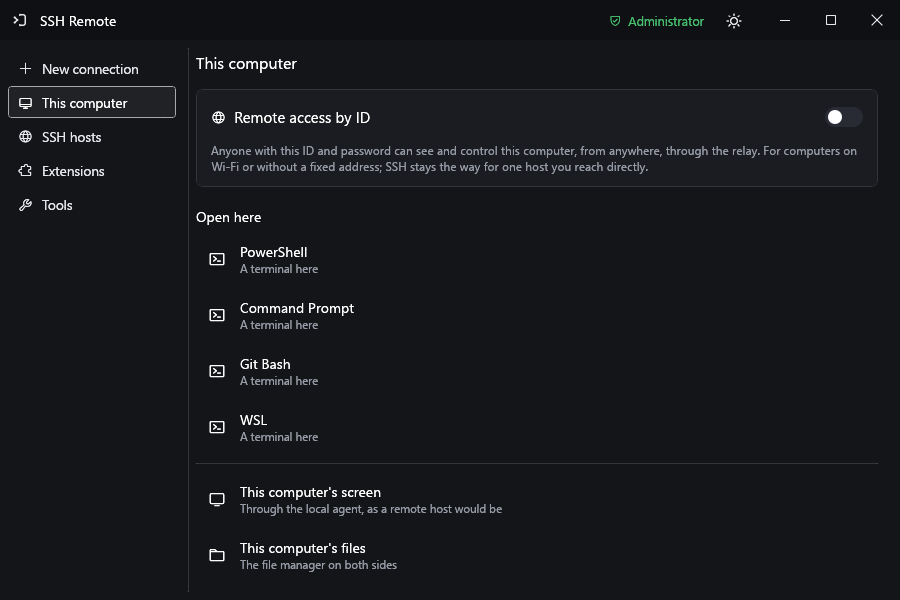 SSH Remote
Administrator
New connection
This computer
SSH hosts
Extensions
Tools
This computer
Remote access by ID
Anyone with this ID and password can see and control this computer, from anywhere, through the relay. For computers on
Wi-Fi or without a fixed address; SSH stays the way for one host you reach directly.
Open here
PowerShell
A terminal here
Command Prompt
A terminal here
Git Bash
A terminal here
WSL
A terminal here
This computer's screen
Through the local agent, as a remote host would be
This computer's files
The file manager on both sides